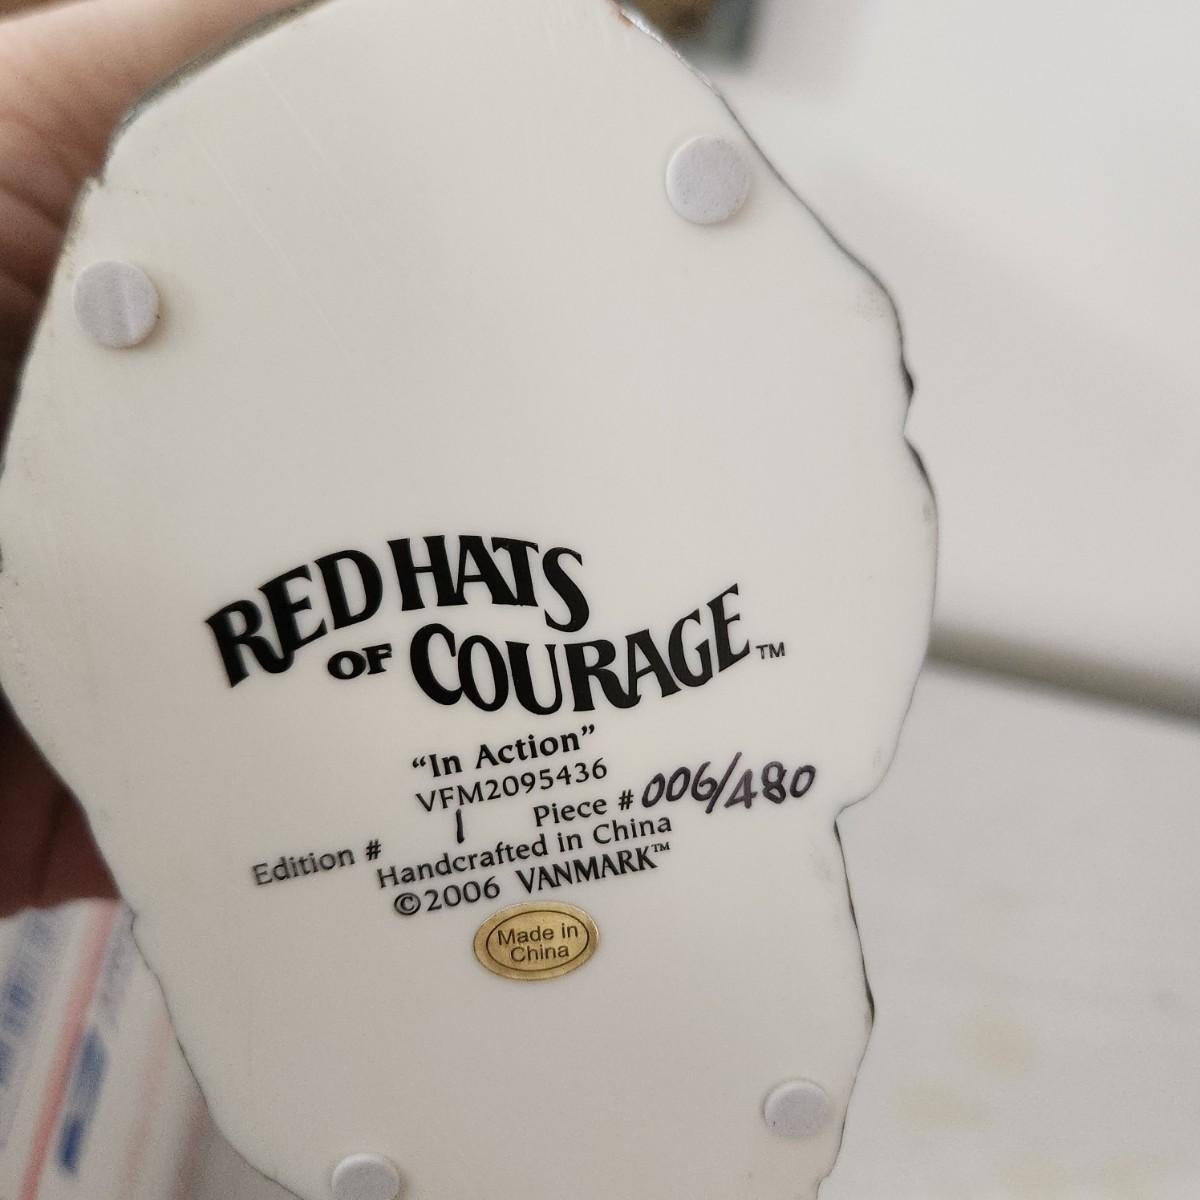 RED HATS
OF COURAGE™
“In Action”
VFM2095436
Edition # 1 Piece # 006/480
Handcrafted in China
©2006 VANMARK™
Made in
China